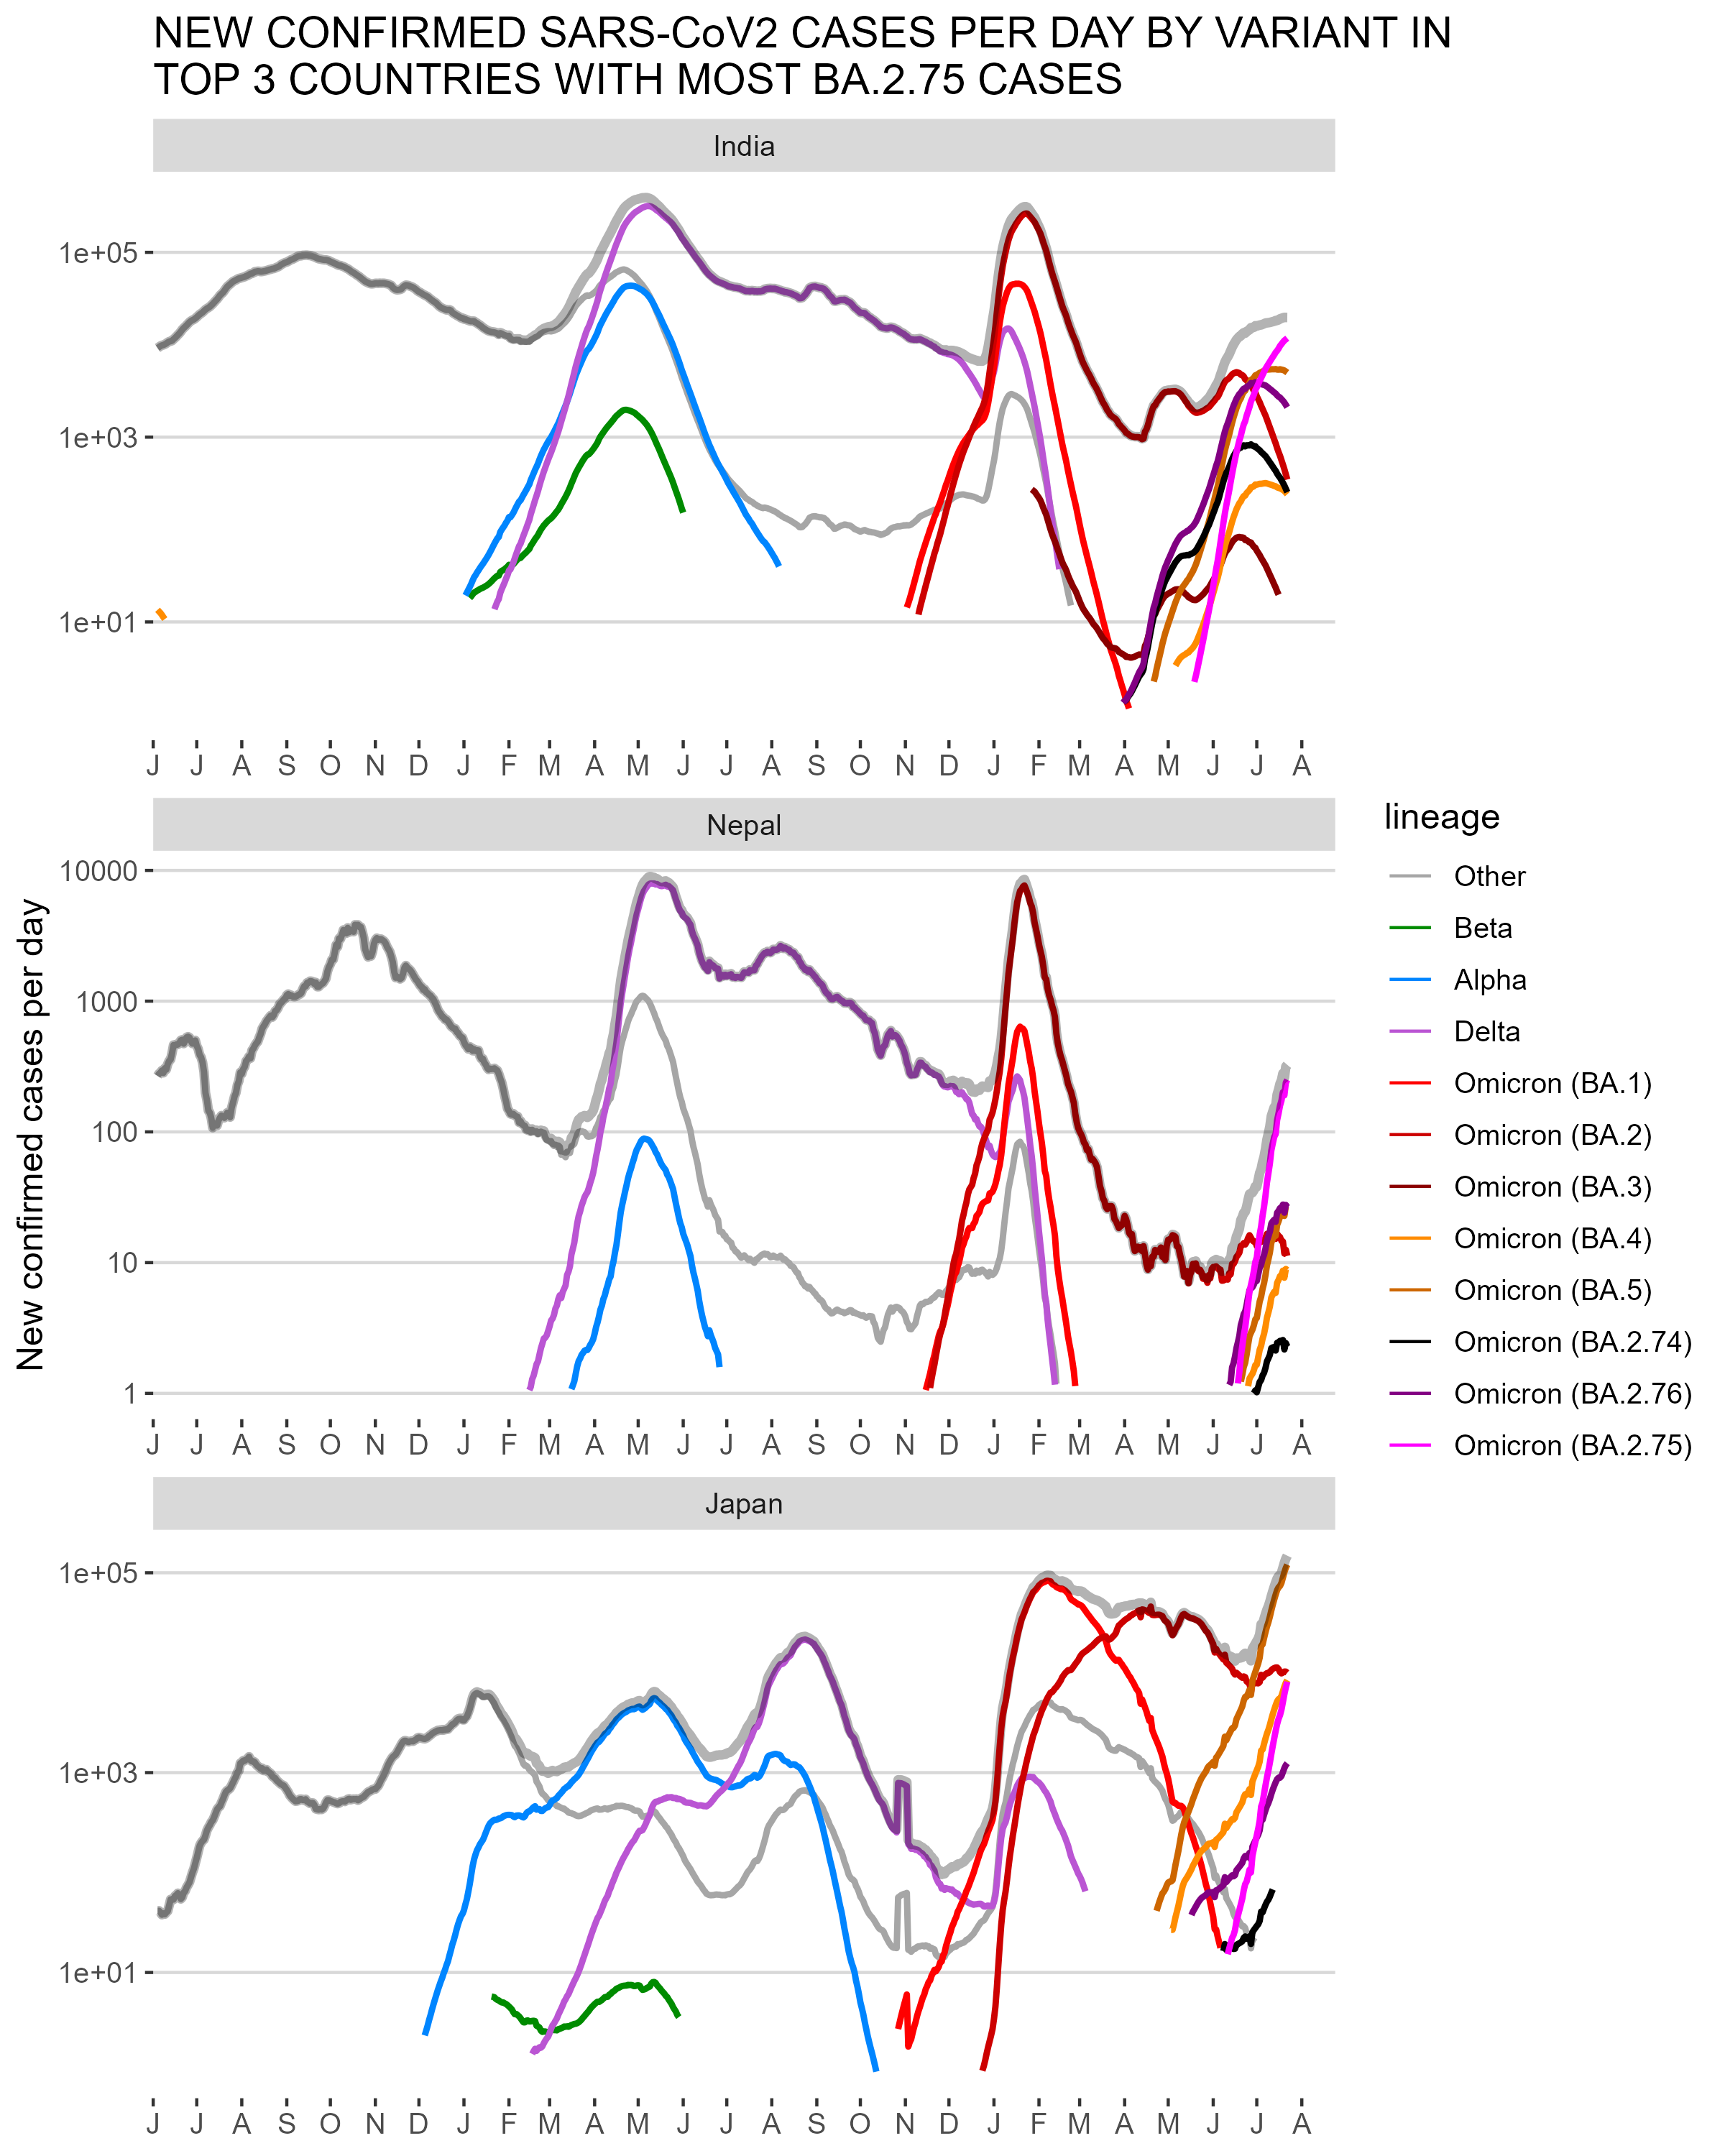 NEW CONFIRMED SARS-CoV2 CASES PER DAY BY VARIANT IN
TOP 3 COUNTRIES WITH MOST BA.2.75 CASES
India
1e+05
1e+03
1e+01
J J A S O N D J F M A M J J A S O N D J F M A M J J A
Nepal
10000
1000
100
10
1
J J A S O N D J F M A M J J A S O N D J F M A M J J A
Japan
1e+05
1e+03
1e+01
J J A S O N D J F M A M J J A S O N D J F M A M J J A
New confirmed cases per day
lineage
Other
Beta
Alpha
Delta
Omicron (BA.1)
Omicron (BA.2)
Omicron (BA.3)
Omicron (BA.4)
Omicron (BA.5)
Omicron (BA.2.74)
Omicron (BA.2.76)
Omicron (BA.2.75)